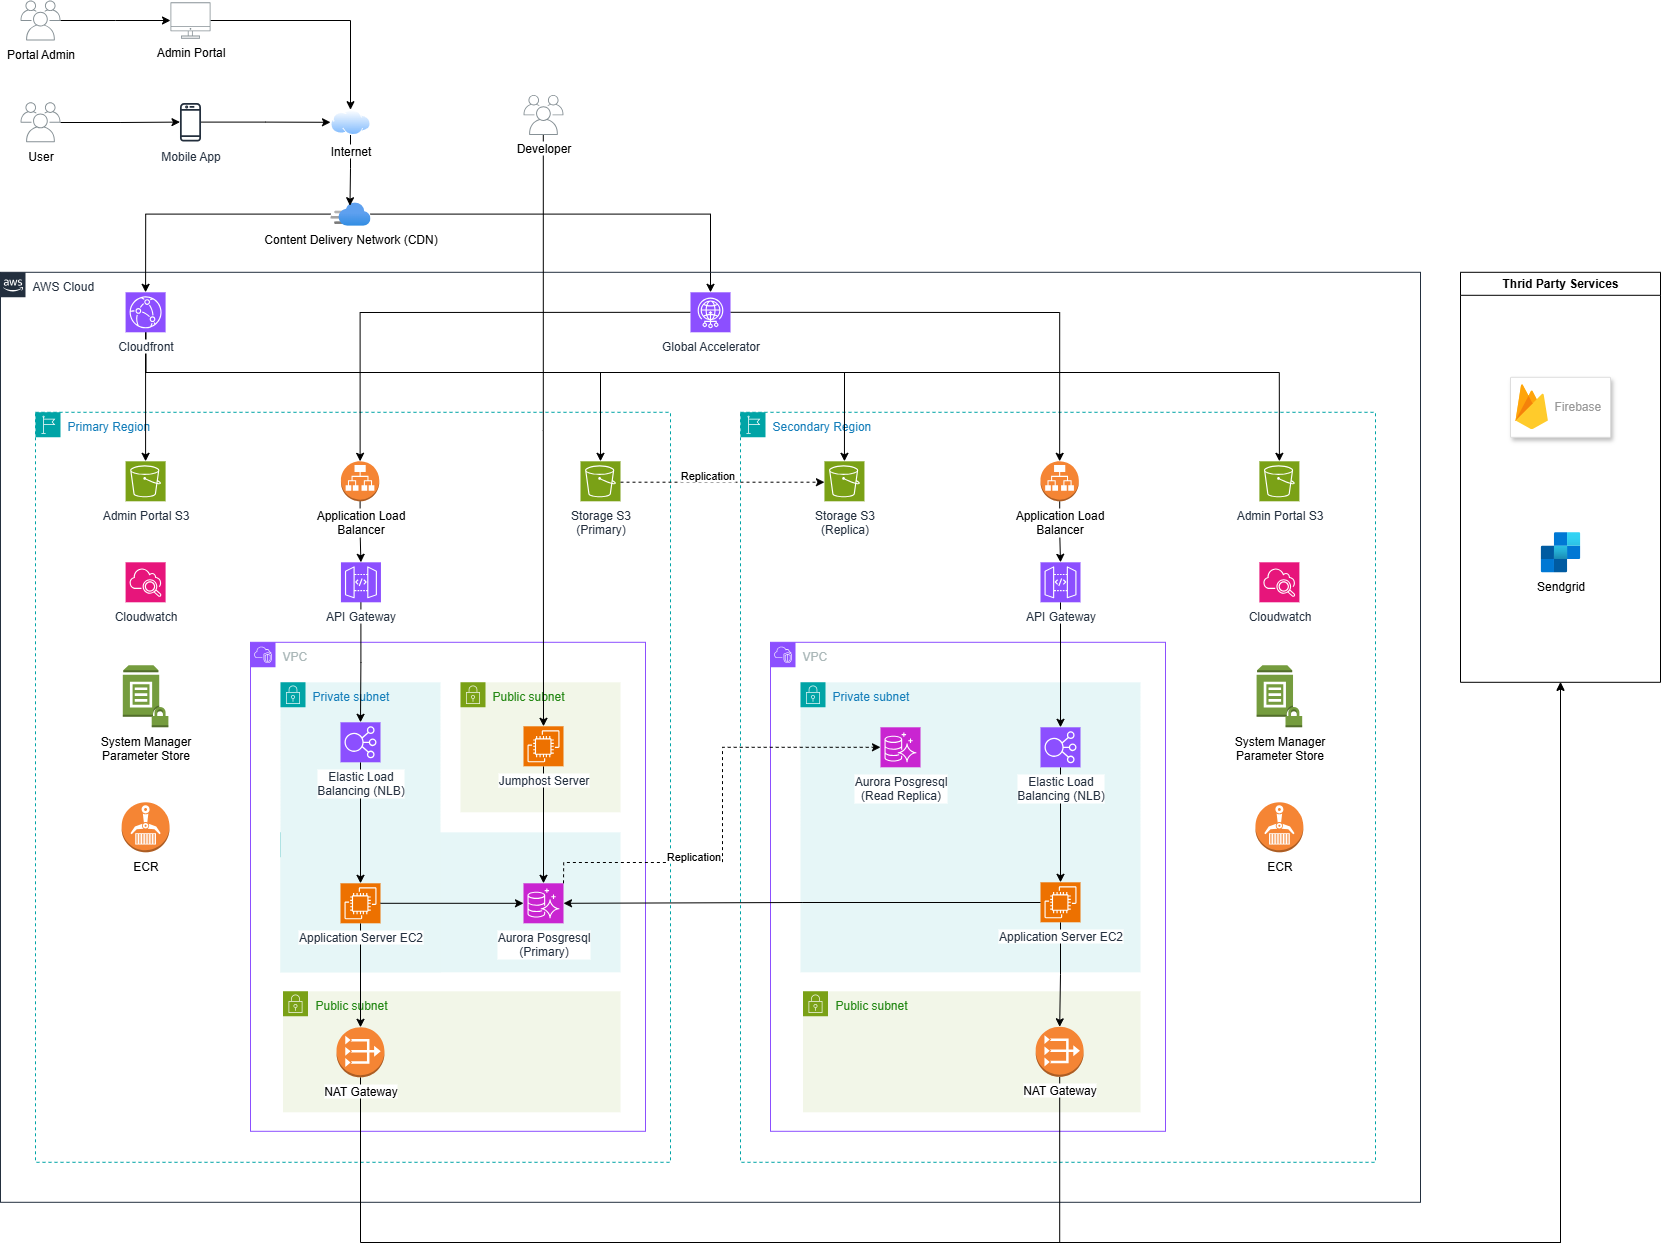 Portal Admin
Admin Portal
User
Mobile App
Internet
Developer
Content Delivery Network (CDN)
aws
AWS Cloud
Cloudfront
Global Accelerator
Thrid Party Services
Firebase
Sendgrid
Primary Region
Admin Portal S3
Application Load
Balancer
Storage S3
(Primary)
Replication
Cloudwatch
API Gateway
System Manager
Parameter Store
ECR
VPC
Private subnet
Public subnet
Elastic Load
Balancing (NLB)
Jumphost Server
Replication
Application Server EC2
Aurora Posgresql
(Primary)
Public subnet
NAT Gateway
Secondary Region
Storage S3
(Replica)
Application Load
Balancer
Admin Portal S3
API Gateway
Cloudwatch
System Manager
Parameter Store
ECR
VPC
Private subnet
Aurora Posgresql
(Read Replica)
Elastic Load
Balancing (NLB)
Application Server EC2
Public subnet
NAT Gateway